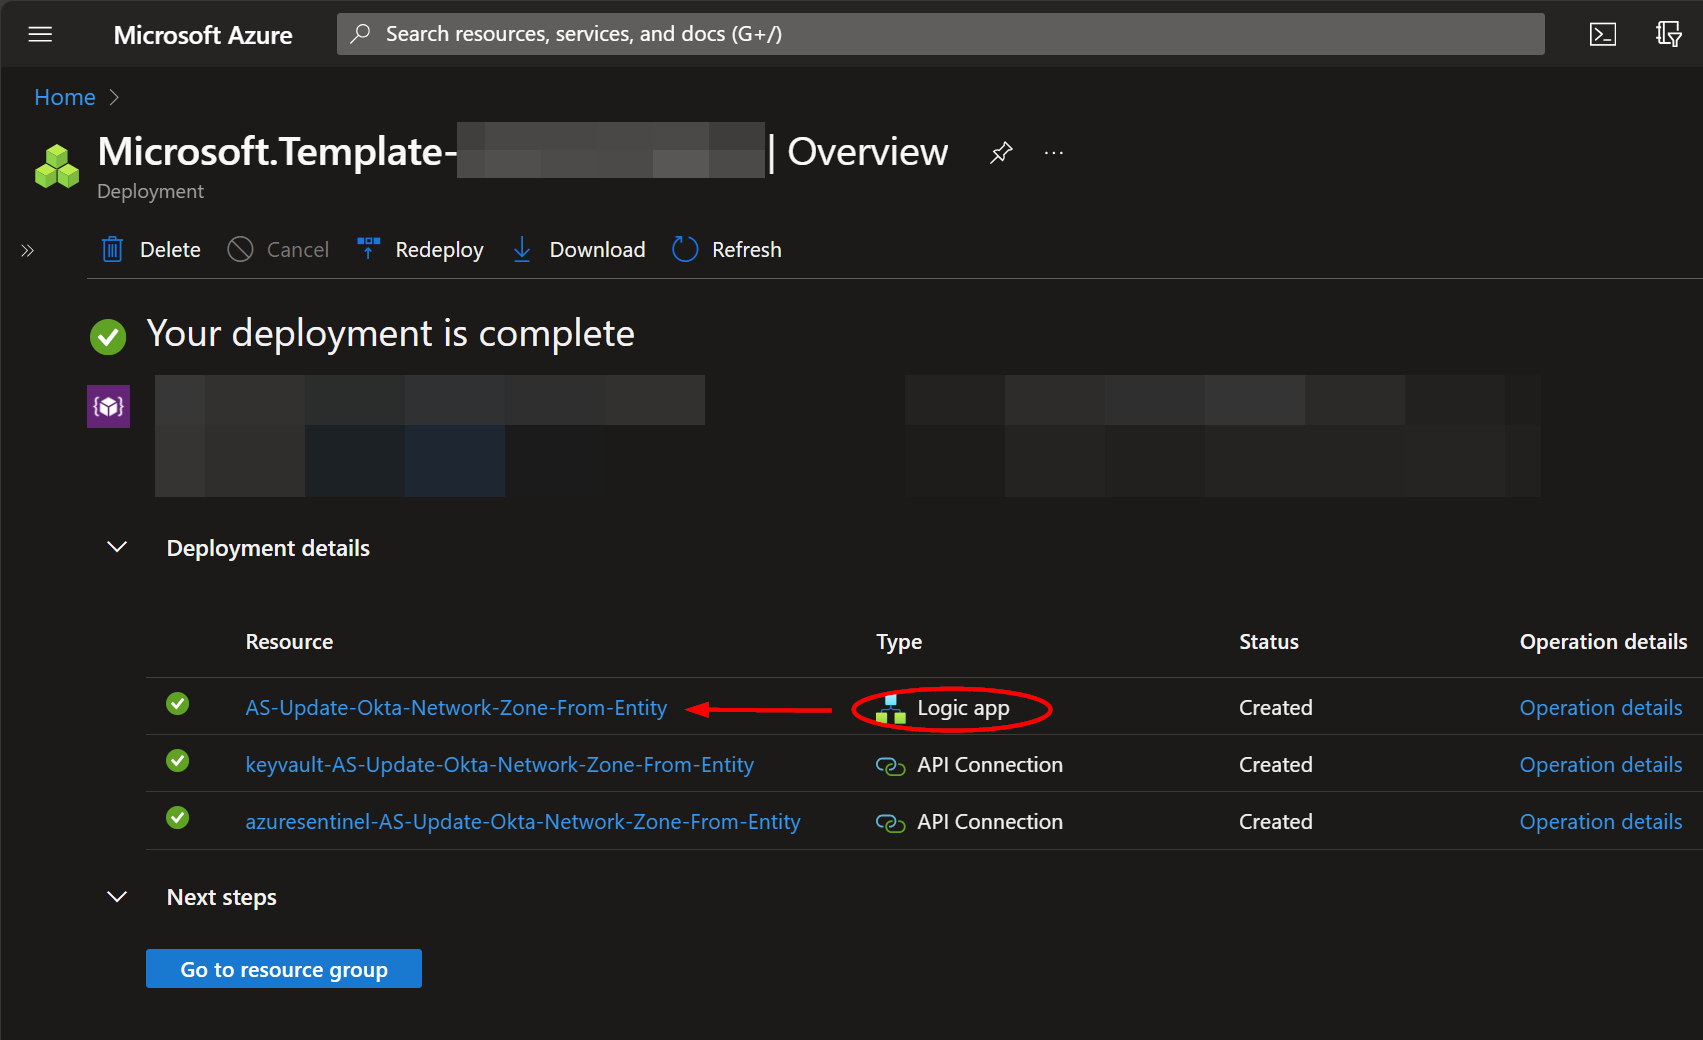 Microsoft Azure
Search resources, services, and docs (G+/)
Home
Microsoft.Template- | Overview
Deployment
Delete
Cancel
Redeploy
Download
Refresh
Your deployment is complete
Deployment details
Resource Type Status Operation details
AS-Update-Okta-Network-Zone-From-Entity Logic app Created Operation details
keyvault-AS-Update-Okta-Network-Zone-From-Entity API Connection Created Operation details
azuresentinel-AS-Update-Okta-Network-Zone-From-Entity API Connection Created Operation details
Next steps
Go to resource group